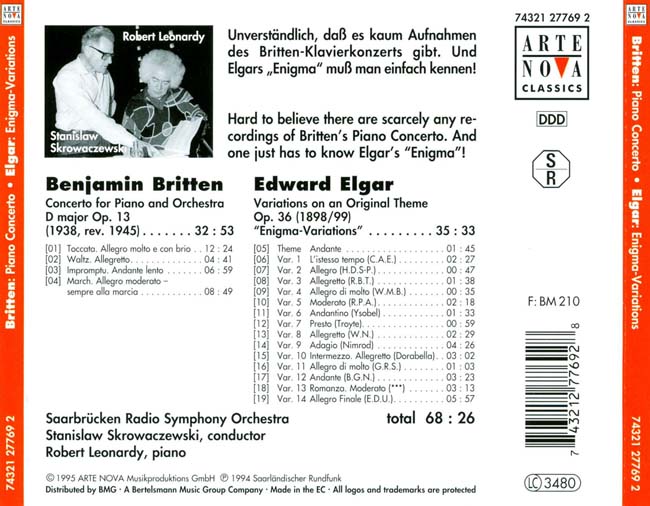 Britten: Piano Concerto • Elgar: Enigma-Variations
74321 27769 2
Robert Leonardy
Stanislaw
Skrowaczewski
Unverständlich, daß es kaum Aufnahmen
des Britten-Klavierkonzerts gibt. Und
Elgars „Enigma“ muß man einfach kennen!
Hard to believe there are scarcely any re-
cordings of Britten's Piano Concerto. And
one just has to know Elgar's “Enigma”!
74321 27769 2
ARTE
NOVA
CLASSICS
DDD
S
R
F: BM 210
Benjamin Britten
Concerto for Piano and Orchestra
D major Op. 13
(1938, rev. 1945) ....... 32 : 53
[01] Toccata. Allegro molto e con brio .. 12 : 24
[02] Waltz. Allegretto ............... 04 : 41
[03] Impromptu. Andante lento ....... 06 : 59
[04] March. Allegro moderato –
sempre alla marcia ............. 08 : 49
Edward Elgar
Variations on an Original Theme
Op. 36 (1898/99)
“Enigma-Variations” ......... 35 : 33
[05] Theme Andante ............... 01 : 45
[06] Var. 1 L'istesso tempo (C.A.E.) ..... 02 : 27
[07] Var. 2 Allegro (H.D.S-P.) .......... 00 : 47
[08] Var. 3 Allegretto (R.B.T.) .......... 01 : 38
[09] Var. 4 Allegro di molto (W.M.B.) ... 00 : 35
[10] Var. 5 Moderato (R.P.A.) .......... 02 : 18
[11] Var. 6 Andantino (Ysobel) ......... 01 : 33
[12] Var. 7 Presto (Troyte) ............. 00 : 59
[13] Var. 8 Allegretto (W.N.) .......... 02 : 29
[14] Var. 9 Adagio (Nimrod) .......... 04 : 26
[15] Var. 10 Intermezzo. Allegretto (Dorabella) . 03 : 02
[16] Var. 11 Allegro di molto (G.R.S.) .... 01 : 03
[17] Var. 12 Andante (B.G.N.) .......... 03 : 23
[18] Var. 13 Romanza. Moderato (***) ... 03 : 13
[19] Var. 14 Allegro Finale (E.D.U.) ...... 05 : 57
total 68 : 26
Saarbrücken Radio Symphony Orchestra
Stanislaw Skrowaczewski, conductor
Robert Leonardy, piano
© 1995 ARTE NOVA Musikproduktions GmbH ℗ 1994 Saarländischer Rundfunk
Distributed by BMG · A Bertelsmann Music Group Company · Made in the EC · All logos and trademarks are protected
7 43212 77692 8
LC 3480
ARTE
NOVA
CLASSICS
Britten: Piano Concerto • Elgar: Enigma-Variations
74321 27769 2